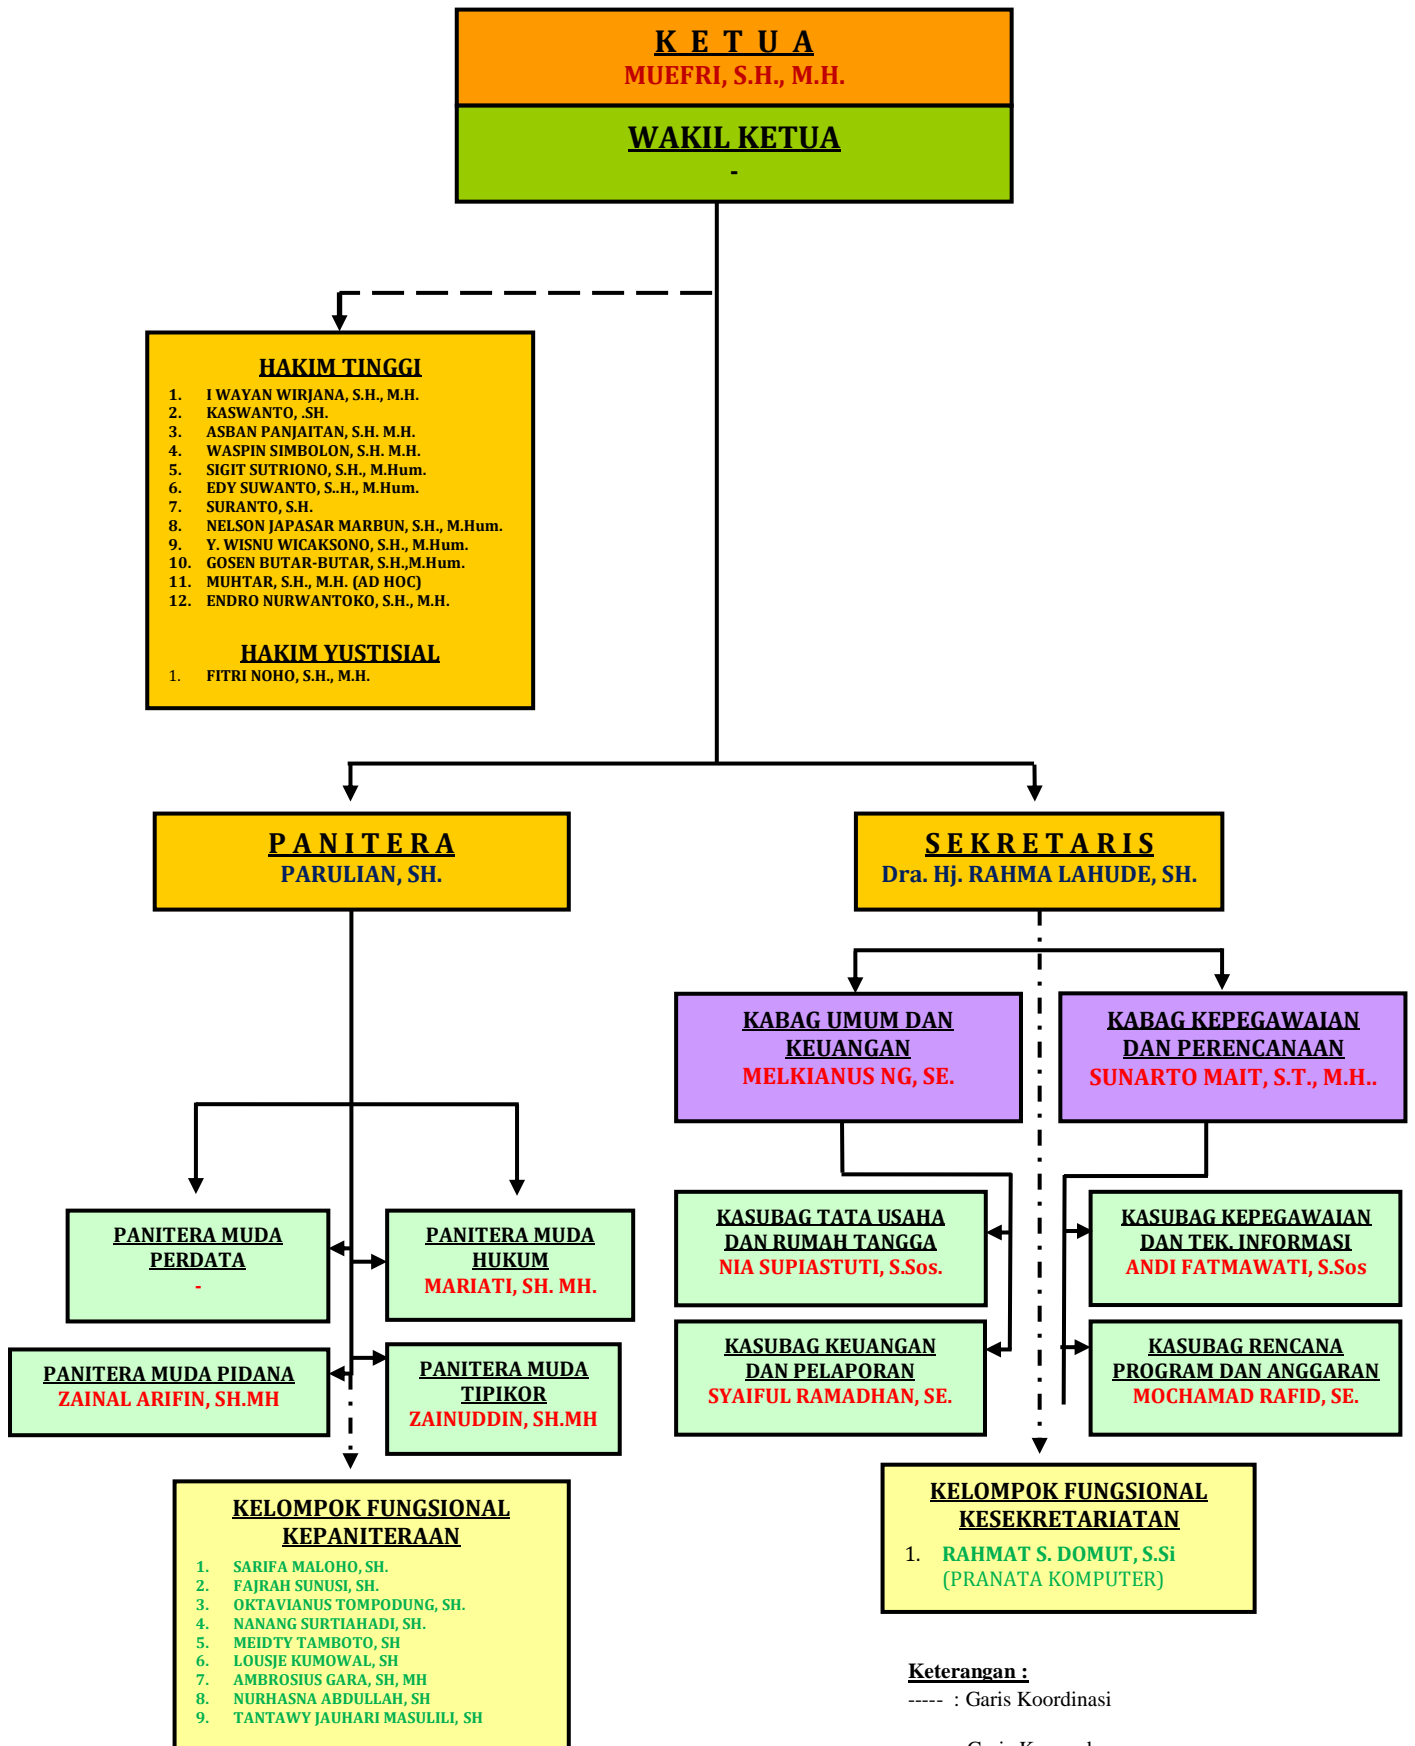 K E T U A
MUEFRI, S.H., M.H.
WAKIL KETUA
-
HAKIM TINGGI
1. I WAYAN WIRJANA, S.H., M.H.
2. KASWANTO, .SH.
3. ASBAN PANJAITAN, S.H. M.H.
4. WASPIN SIMBOLON, S.H. M.H.
5. SIGIT SUTRIONO, S.H., M.Hum.
6. EDY SUWANTO, S..H., M.Hum.
7. SURANTO, S.H.
8. NELSON JAPASAR MARBUN, S.H., M.Hum.
9. Y. WISNU WICAKSONO, S.H., M.Hum.
10. GOSEN BUTAR-BUTAR, S.H.,M.Hum.
11. MUHTAR, S.H., M.H. (AD HOC)
12. ENDRO NURWANTOKO, S.H., M.H.
HAKIM YUSTISIAL
1. FITRI NOHO, S.H., M.H.
P A N I T E R A
PARULIAN, SH.
S E K R E T A R I S
Dra. Hj. RAHMA LAHUDE, SH.
KABAG UMUM DAN
KEUANGAN
MELKIANUS NG, SE.
KABAG KEPEGAWAIAN
DAN PERENCANAAN
SUNARTO MAIT, S.T., M.H..
PANITERA MUDA
PERDATA
-
PANITERA MUDA
HUKUM
MARIATI, SH. MH.
KASUBAG TATA USAHA
DAN RUMAH TANGGA
NIA SUPIASTUTI, S.Sos.
KASUBAG KEPEGAWAIAN
DAN TEK. INFORMASI
ANDI FATMAWATI, S.Sos
PANITERA MUDA PIDANA
ZAINAL ARIFIN, SH.MH
PANITERA MUDA
TIPIKOR
ZAINUDDIN, SH.MH
KASUBAG KEUANGAN
DAN PELAPORAN
SYAIFUL RAMADHAN, SE.
KASUBAG RENCANA
PROGRAM DAN ANGGARAN
MOCHAMAD RAFID, SE.
KELOMPOK FUNGSIONAL
KEPANITERAAN
1. SARIFA MALOHO, SH.
2. FAJRAH SUNUSI, SH.
3. OKTAVIANUS TOMPODUNG, SH.
4. NANANG SURTIAHADI, SH.
5. MEIDTY TAMBOTO, SH
6. LOUSJE KUMOWAL, SH
7. AMBROSIUS GARA, SH, MH
8. NURHASNA ABDULLAH, SH
9. TANTAWY JAUHARI MASULILI, SH
KELOMPOK FUNGSIONAL
KESEKRETARIATAN
1. RAHMAT S. DOMUT, S.Si
(PRANATA KOMPUTER)
Keterangan :
----- : Garis Koordinasi